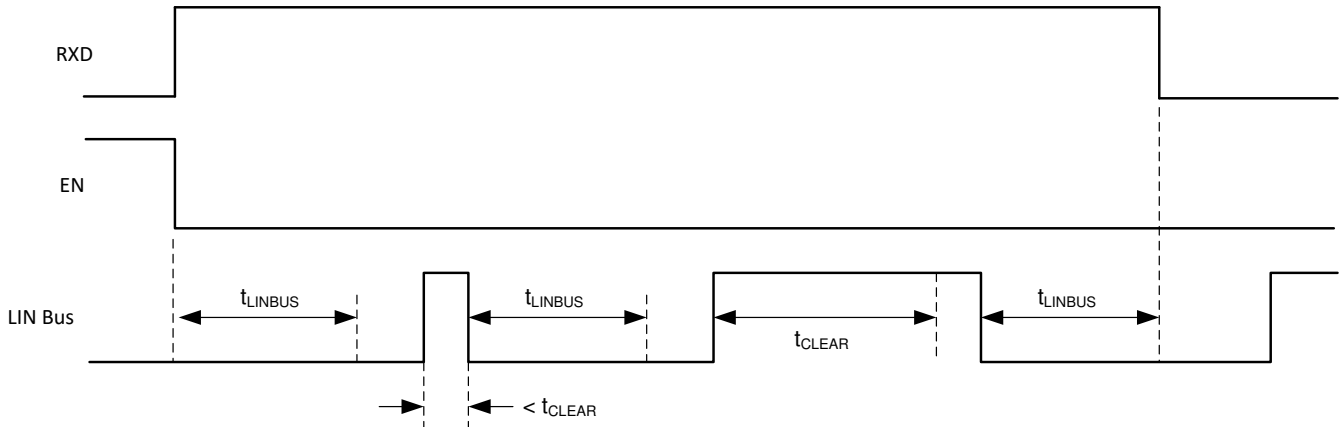 RXD
EN
LIN Bus
tLINBUS
tLINBUS
tCLEAR
tLINBUS
< tCLEAR